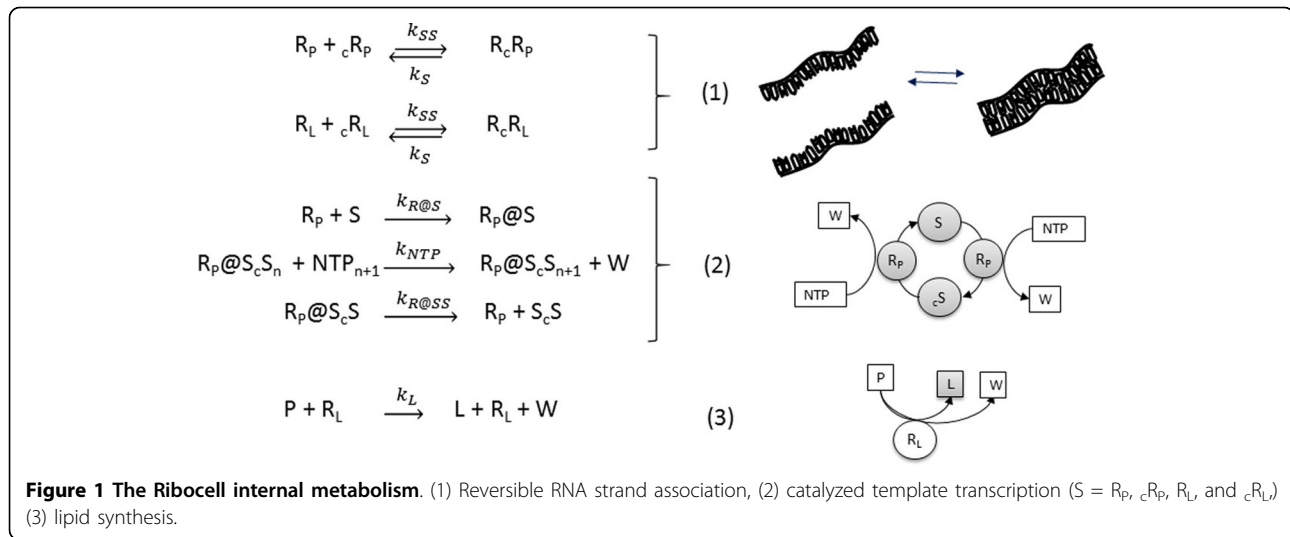 R_P + _cR_P k_SS k_S R_cR_P
R_L + _cR_L k_SS k_S R_cR_L
(1)
R_P + S k_R@S R_P@S
R_P@S_cS_n + NTP_n+1 k_NTP R_P@S_cS_n+1 + W
R_P@S_cS k_R@SS R_P + S_cS
(2)
W
S
NTP
R_P
R_P
NTP
_cS
W
P + R_L k_L L + R_L + W
(3)
P
L
W
R_L
Figure 1 The Ribocell internal metabolism. (1) Reversible RNA strand association, (2) catalyzed template transcription (S = R_P, _cR_P, R_L, and _cR_L,)
(3) lipid synthesis.